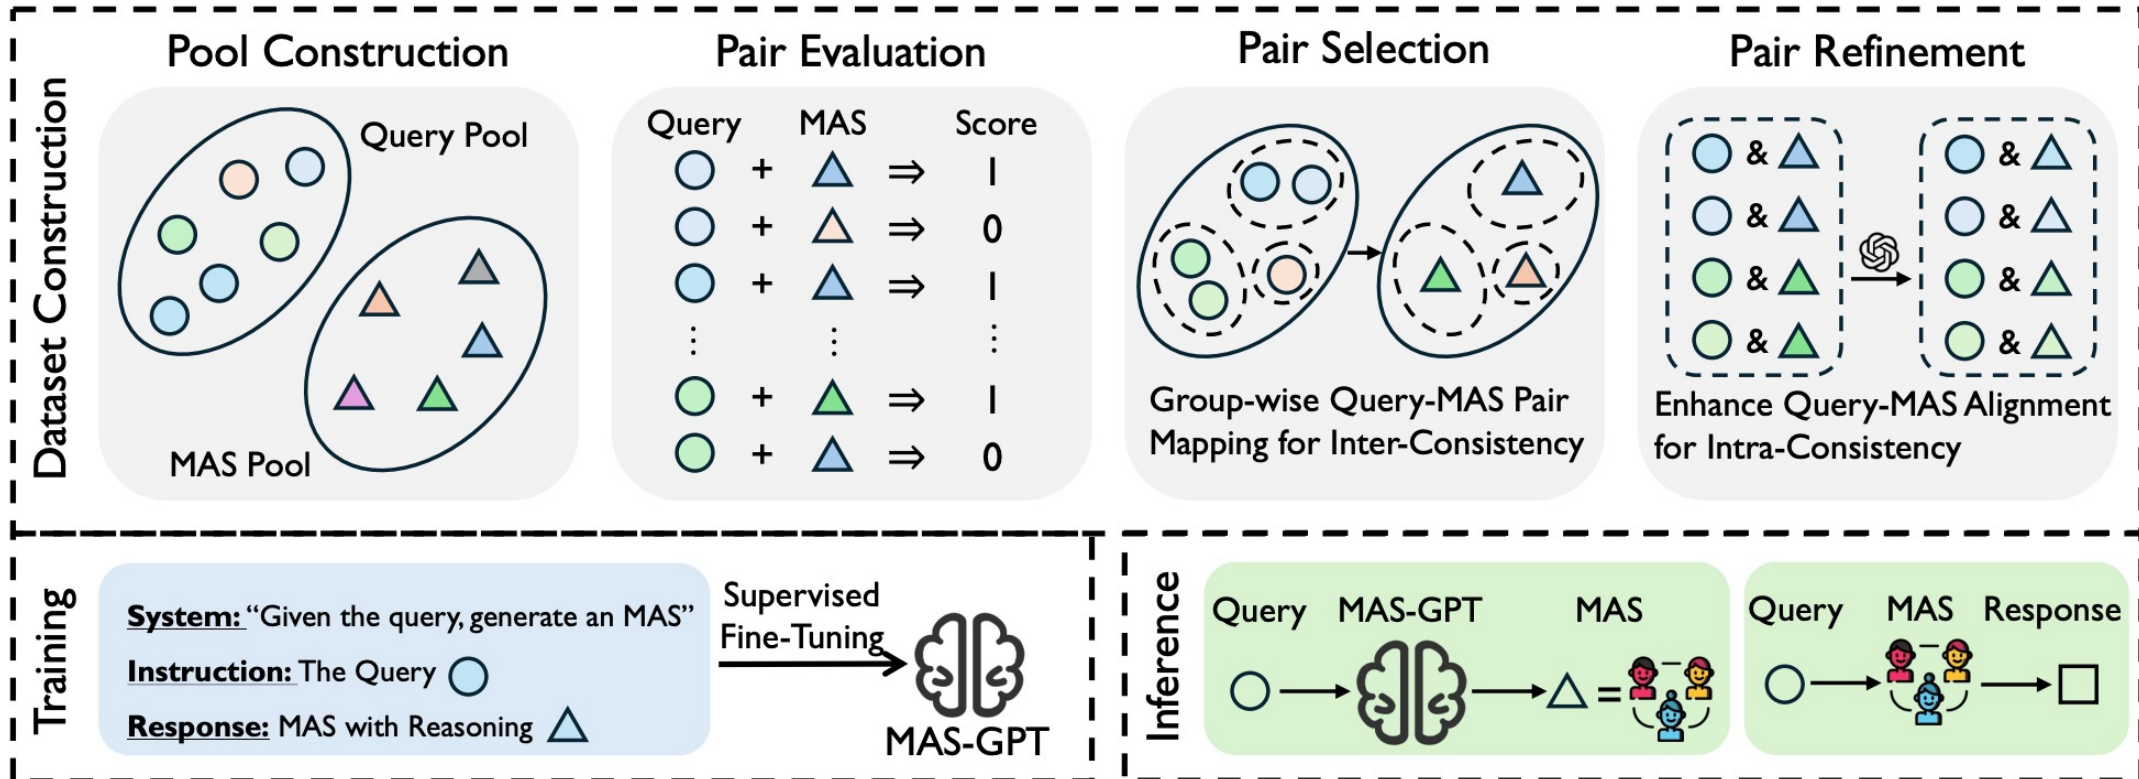 Dataset Construction
Pool Construction
Query Pool
MAS Pool
Pair Evaluation
Query MAS Score
+ ⇒ 1
+ ⇒ 0
+ ⇒ 1
⋮ ⋮ ⋮
+ ⇒ 1
+ ⇒ 0
Pair Selection
Group-wise Query-MAS Pair
Mapping for Inter-Consistency
Pair Refinement
& &
& &
& &
& &
Enhance Query-MAS Alignment
for Intra-Consistency
Training
System: “Given the query, generate an MAS”
Instruction: The Query
Response: MAS with Reasoning
Supervised
Fine-Tuning
MAS-GPT
Inference
Query MAS-GPT MAS
=
Query MAS Response